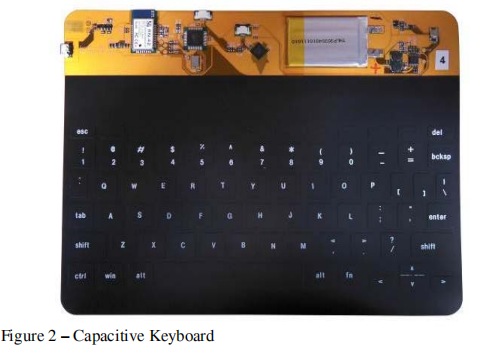 4
esc del
! @ # $ % ^ & * ( ) _ +
1 2 3 4 5 6 7 8 9 0 - = bcksp
Q W E R T Y U I O P [ ] \
tab A S D F G H J K L ; enter
shift Z X C V B N M ? / shift
ctrl win alt alt fn < v >
Figure 2 – Capacitive Keyboard